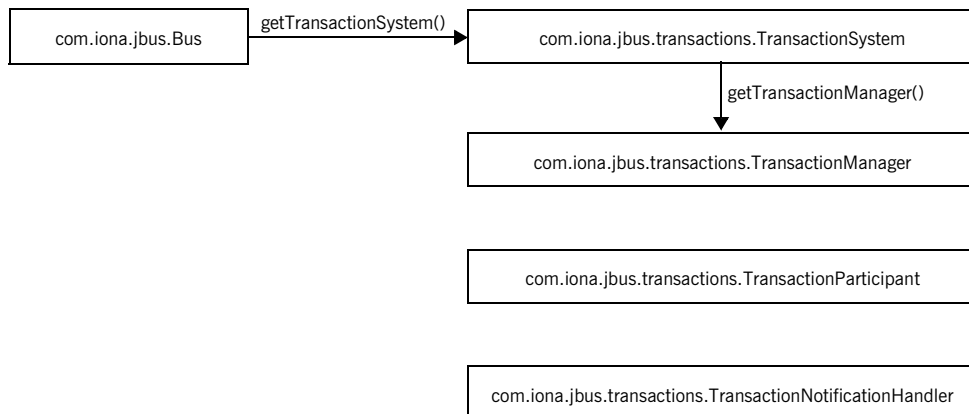 com.iona.jbus.Bus
getTransactionSystem()
com.iona.jbus.transactions.TransactionSystem
getTransactionManager()
com.iona.jbus.transactions.TransactionManager
com.iona.jbus.transactions.TransactionParticipant
com.iona.jbus.transactions.TransactionNotificationHandler